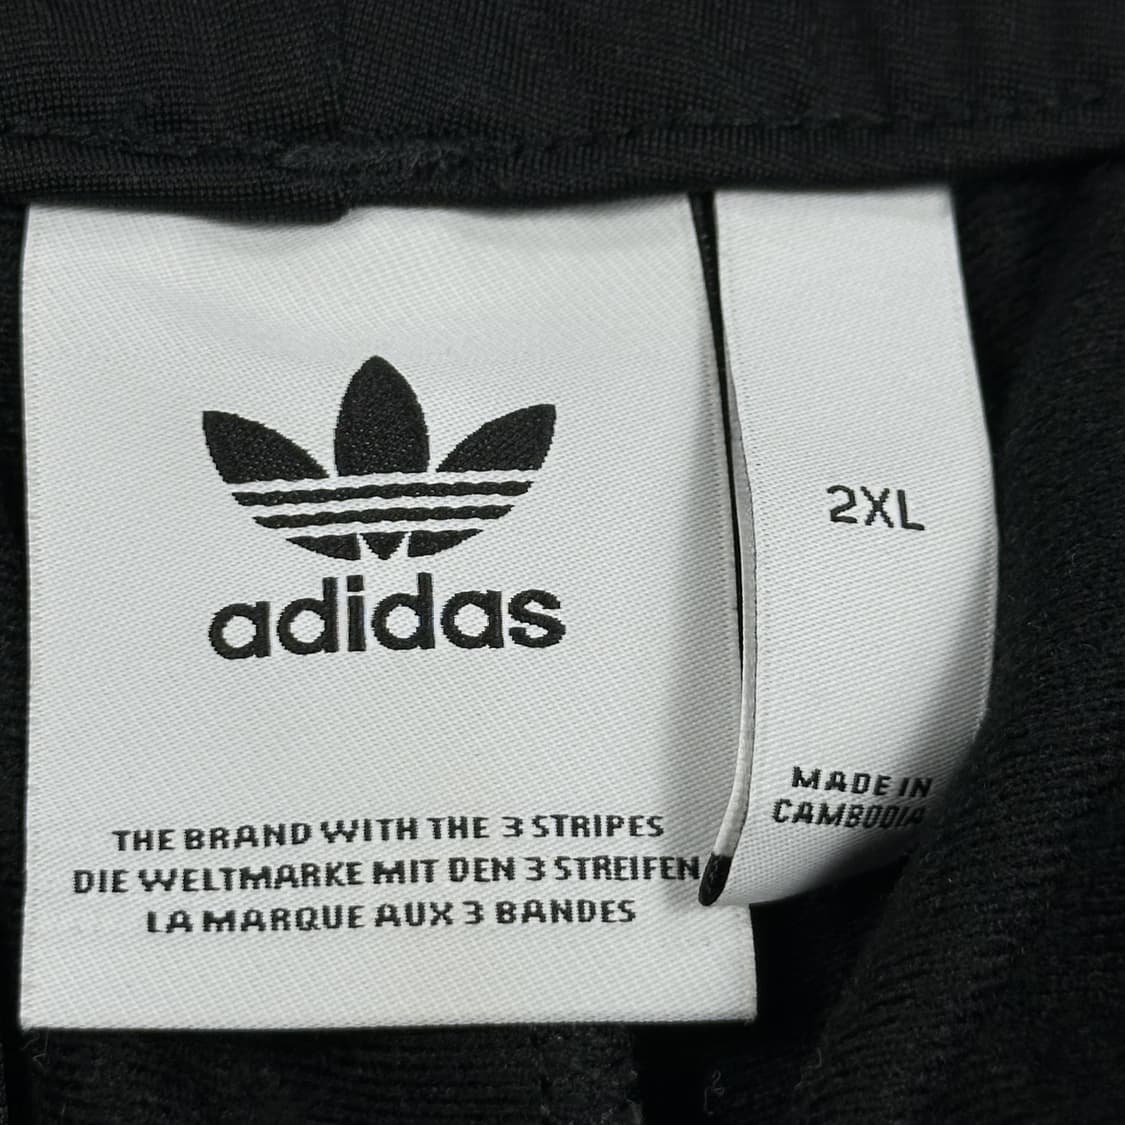 adidas
THE BRAND WITH THE 3 STRIPES
DIE WELTMARKE MIT DEN 3 STREIFEN
LA MARQUE AUX 3 BANDES
2XL
MADE IN
CAMBODIA